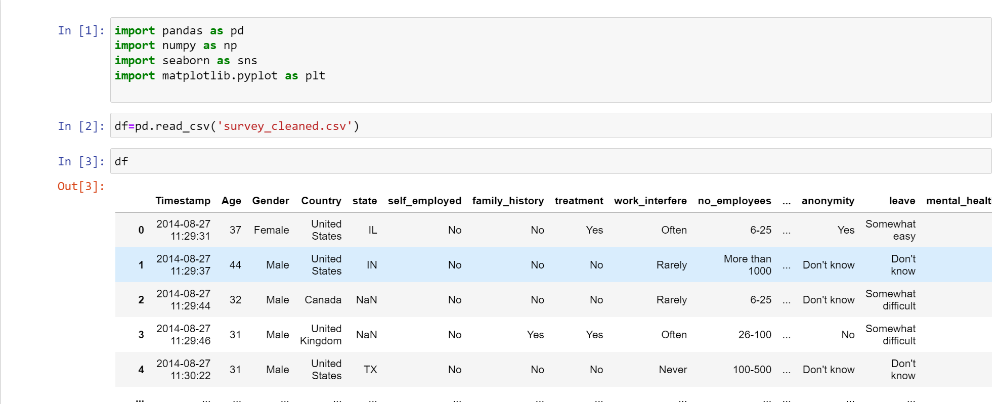 In [1]: import pandas as pd
import numpy as np
import seaborn as sns
import matplotlib.pyplot as plt
In [2]: df=pd.read_csv('survey_cleaned.csv')
In [3]: df
Out[3]:
Timestamp Age Gender Country state self_employed family_history treatment work_interfere no_employees ... anonymity leave mental_healt
0 2014-08-27 11:29:31 37 Female United States IL No No Yes Often 6-25 ... Yes Somewhat easy
1 2014-08-27 11:29:37 44 Male United States IN No No No Rarely More than 1000 ... Don't know Don't know
2 2014-08-27 11:29:44 32 Male Canada NaN No No No Rarely 6-25 ... Don't know Somewhat difficult
3 2014-08-27 11:29:46 31 Male United Kingdom NaN No Yes Yes Often 26-100 ... No Somewhat difficult
4 2014-08-27 11:30:22 31 Male United States TX No No No Never 100-500 ... Don't know Don't know
... ... ... ... ... ... ... ... ... ... ... ... ... ...